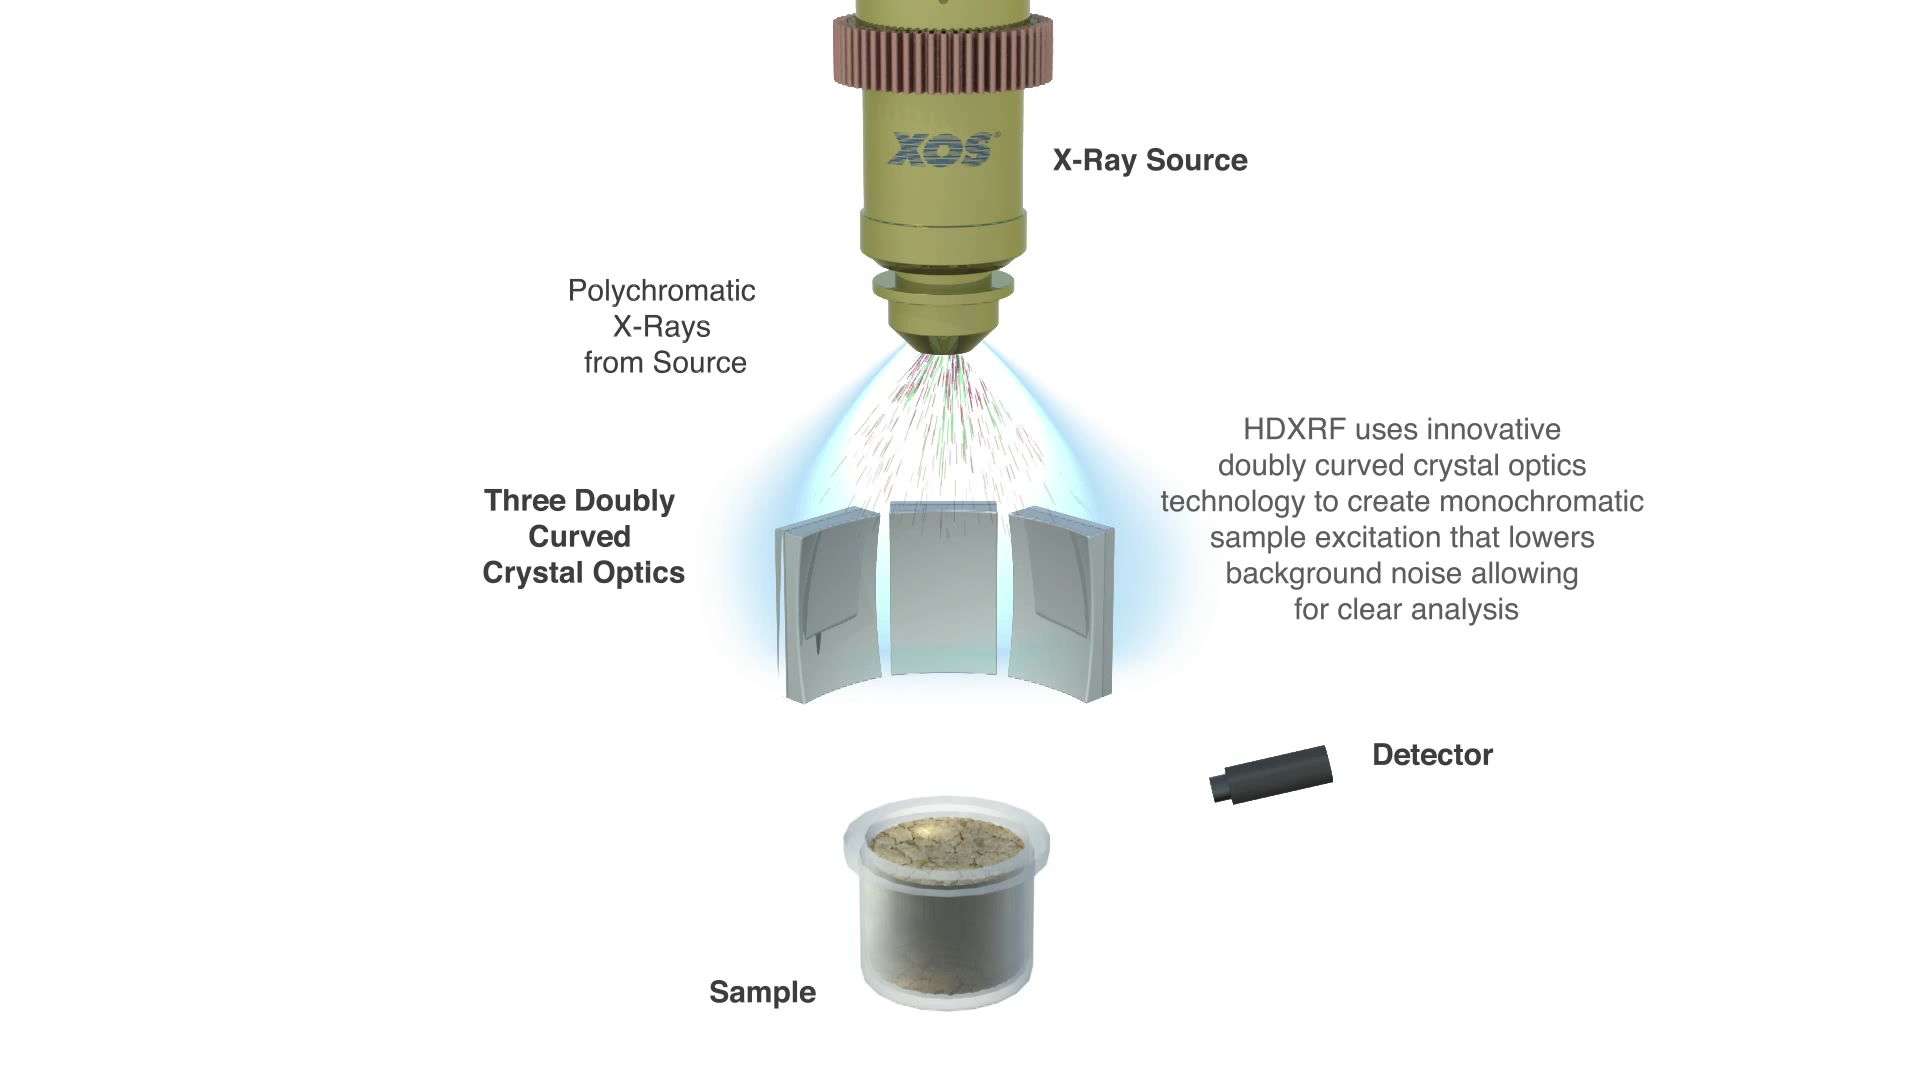 XOS®
X-Ray Source
Polychromatic
X-Rays
from Source
HDXRF uses innovative
doubly curved crystal optics
technology to create monochromatic
sample excitation that lowers
background noise allowing
for clear analysis
Three Doubly
Curved
Crystal Optics
Detector
Sample